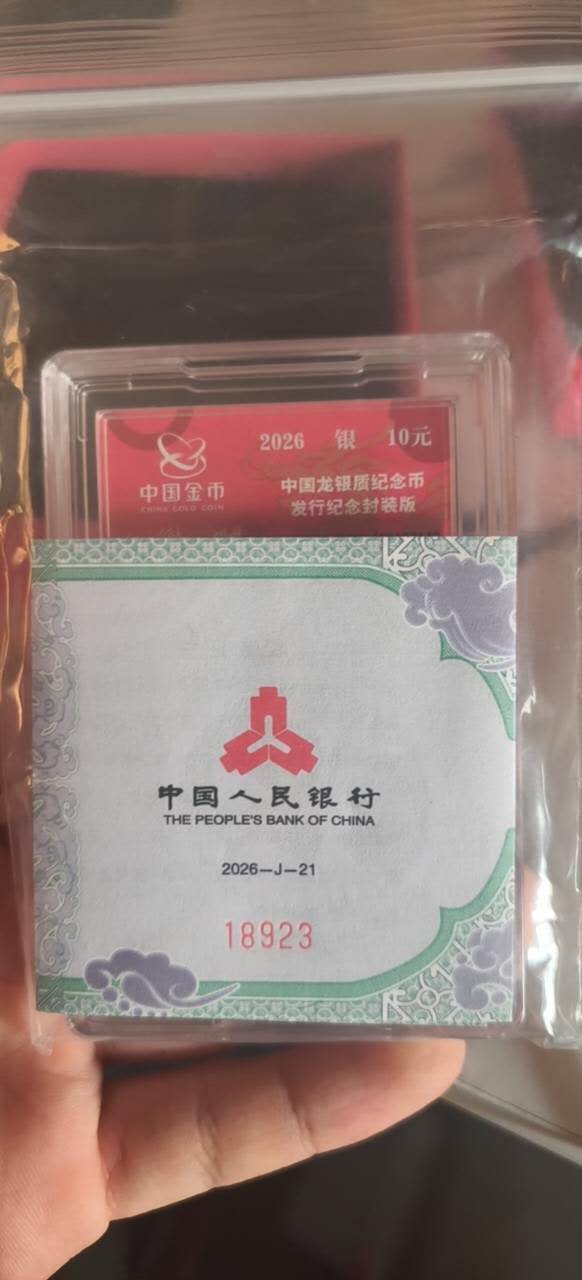 2026 银 10元
中国金币
CHINA GOLD COIN
中国龙银质纪念币
发行纪念封装版
中国人民银行
THE PEOPLE'S BANK OF CHINA
2026—J—21
18923